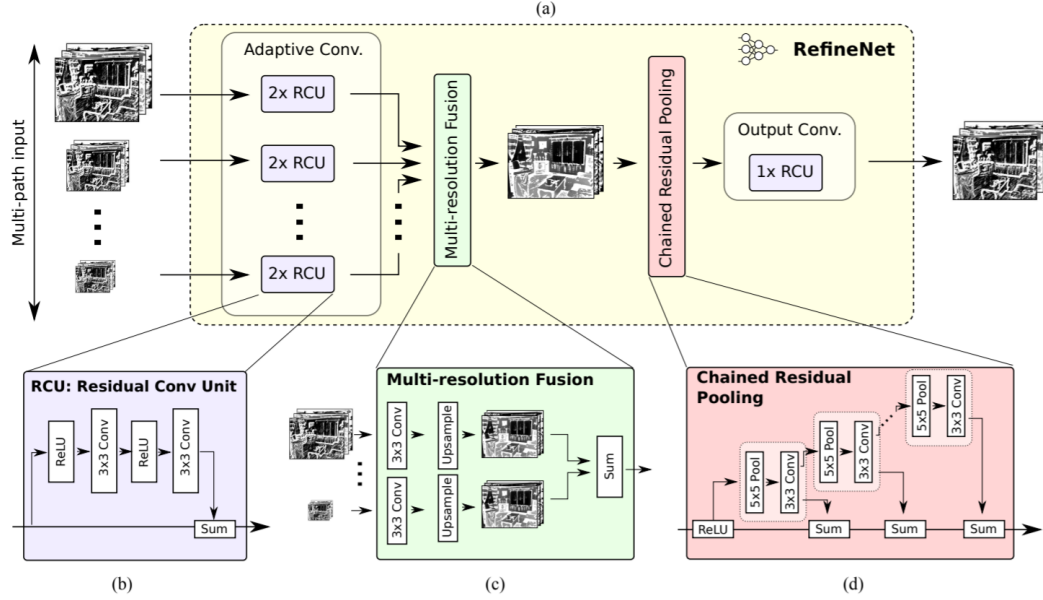 (a)
Multi-path input
Adaptive Conv.
2x RCU
2x RCU
2x RCU
Multi-resolution Fusion
Chained Residual Pooling
RefineNet
Output Conv.
1x RCU
RCU: Residual Conv Unit
ReLU
3x3 Conv
ReLU
3x3 Conv
Sum
(b)
Multi-resolution Fusion
3x3 Conv
Upsample
3x3 Conv
Upsample
Sum
(c)
Chained Residual
Pooling
ReLU
5x5 Pool
3x3 Conv
5x5 Pool
3x3 Conv
5x5 Pool
3x3 Conv
Sum
Sum
Sum
(d)